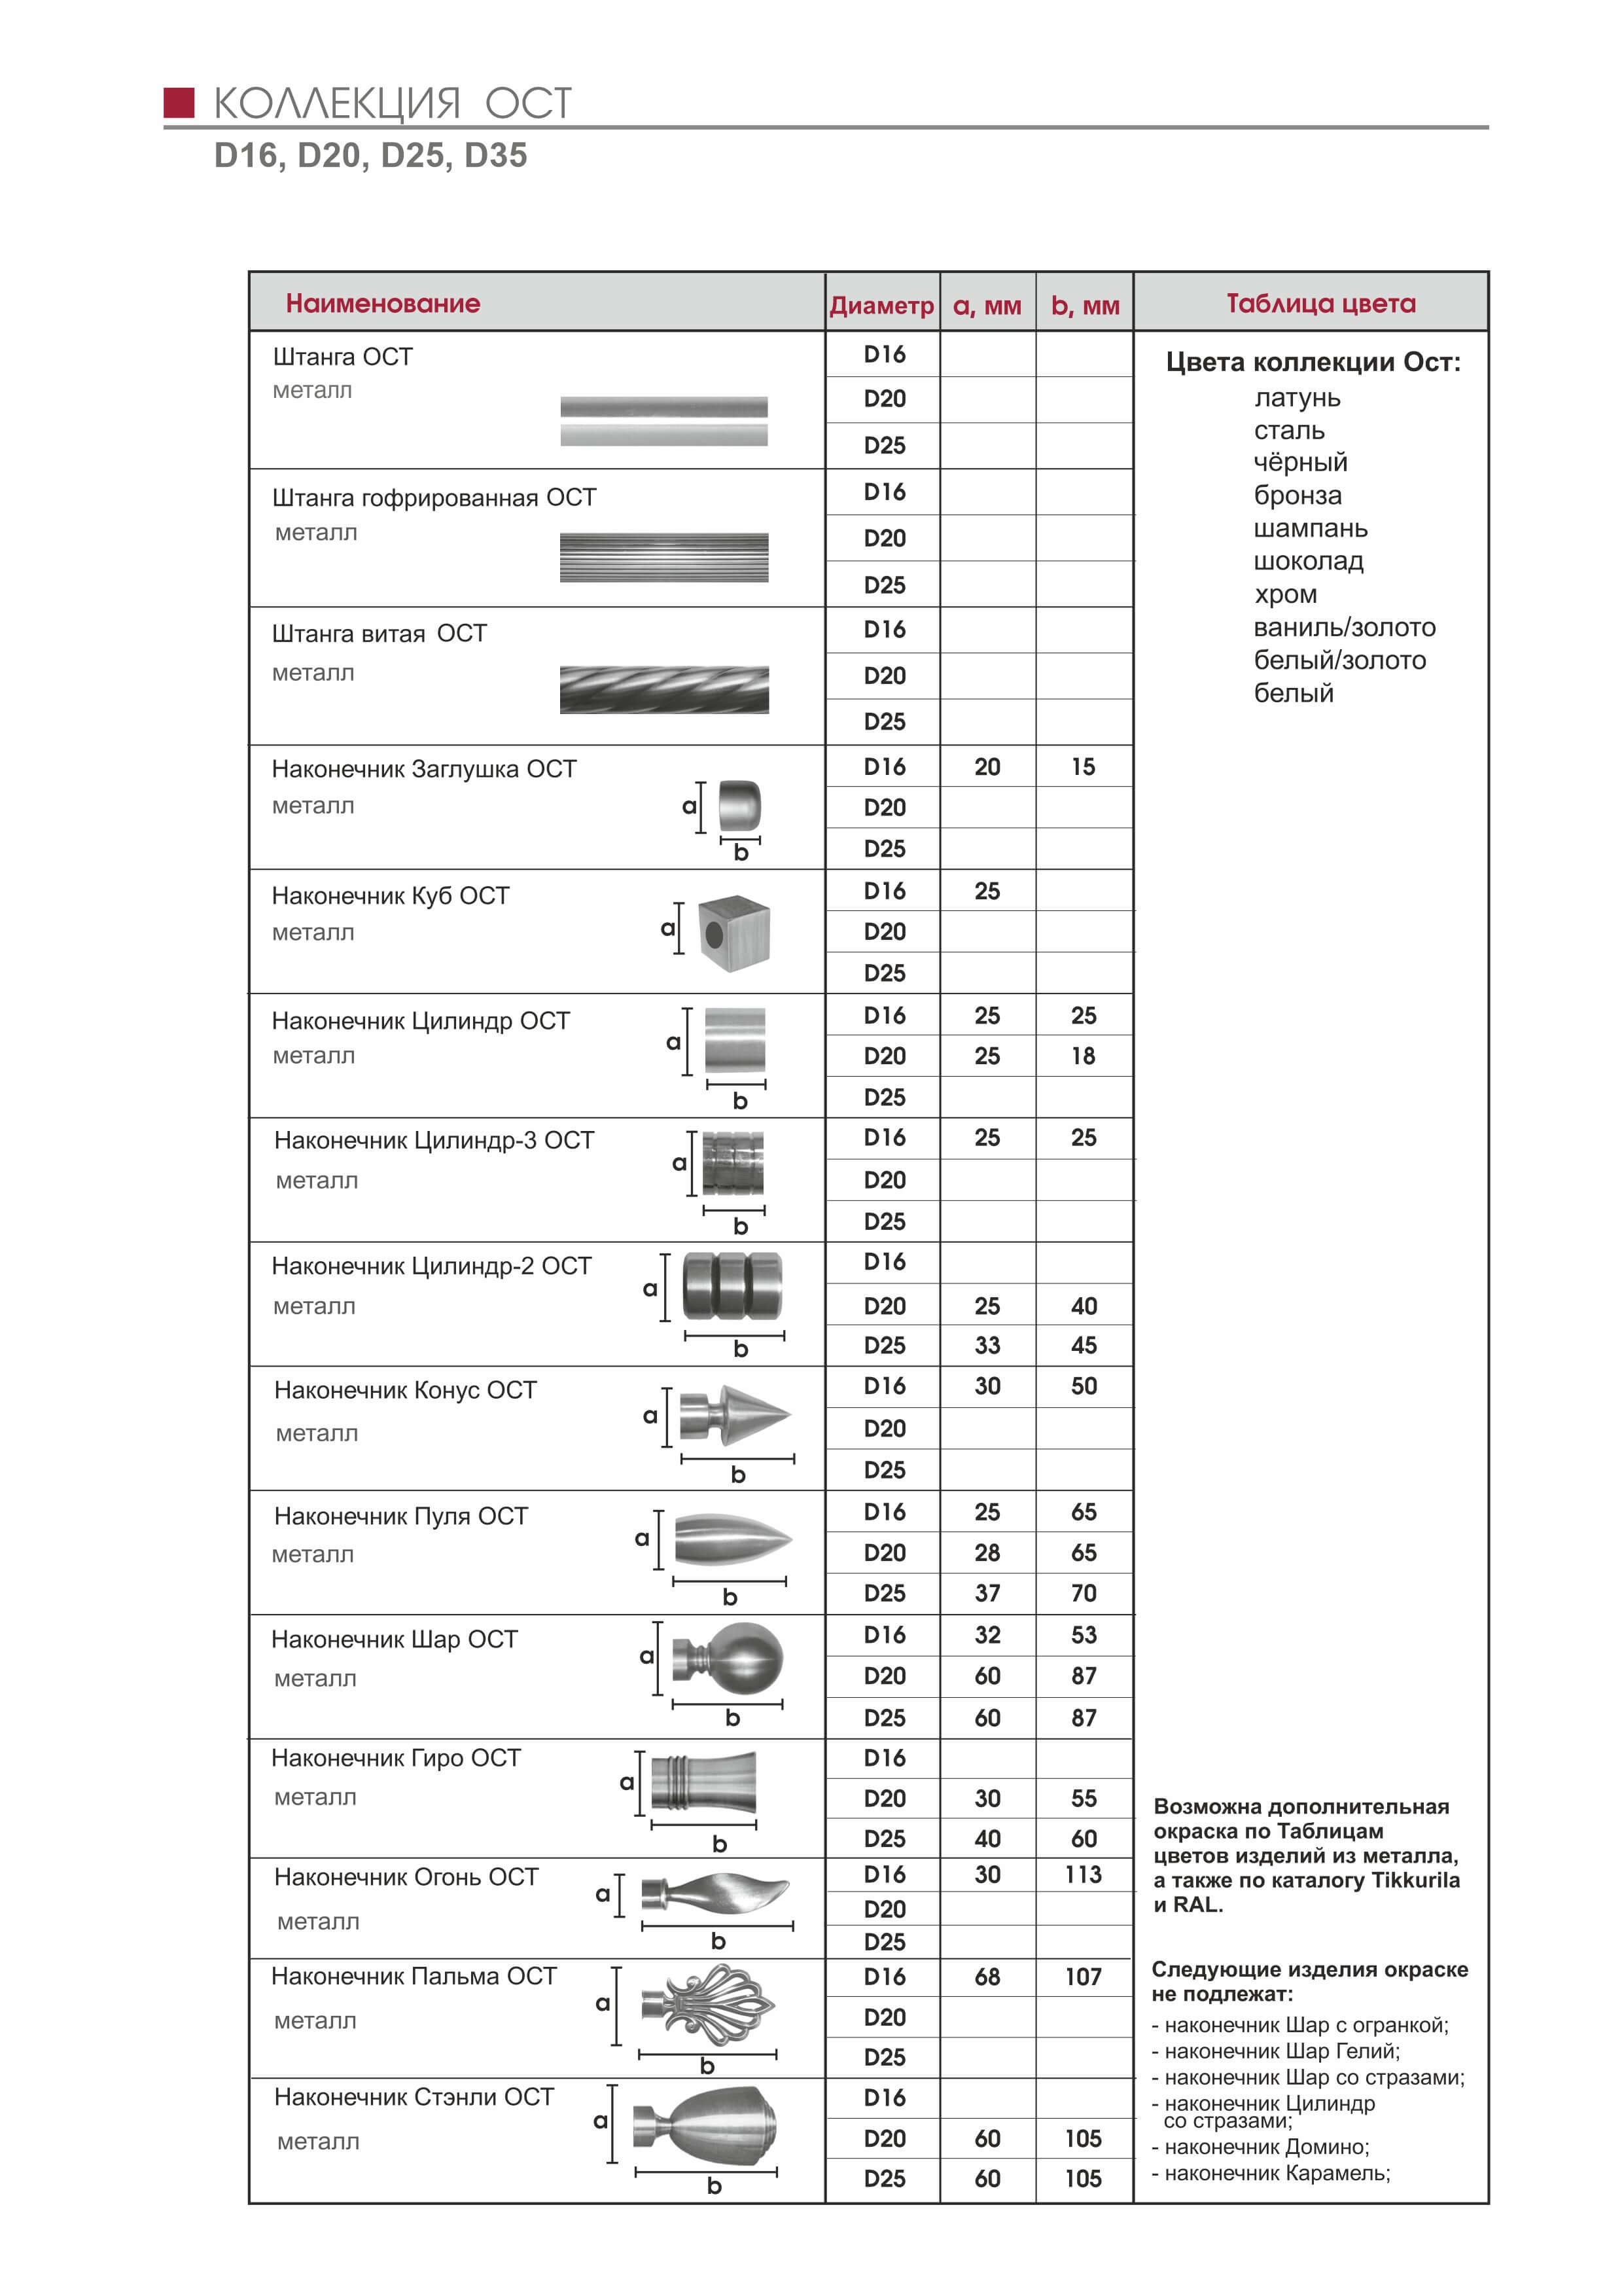 КОЛЛЕКЦИЯ ОСТ
D16, D20, D25, D35
Наименование Диаметр a, мм b, мм Таблица цвета
Штанга ОСТ
металл
D16
D20
D25
Штанга гофрированная ОСТ
металл
D16
D20
D25
Штанга витая ОСТ
металл
D16
D20
D25
Наконечник Заглушка ОСТ
металл
a
b
D16 20 15
D20
D25
Наконечник Куб ОСТ
металл
a
D16 25
D20
D25
Наконечник Цилиндр ОСТ
металл
a
b
D16 25 25
D20 25 18
D25
Наконечник Цилиндр-3 ОСТ
металл
a
b
D16 25 25
D20
D25
Наконечник Цилиндр-2 ОСТ
металл
a
b
D16
D20 25 40
D25 33 45
Наконечник Конус ОСТ
металл
a
b
D16 30 50
D20
D25
Наконечник Пуля ОСТ
металл
a
b
D16 25 65
D20 28 65
D25 37 70
Наконечник Шар ОСТ
металл
a
b
D16 32 53
D20 60 87
D25 60 87
Наконечник Гиро ОСТ
металл
a
b
D16
D20 30 55
D25 40 60
Наконечник Огонь ОСТ
металл
a
b
D16 30 113
D20
D25
Наконечник Пальма ОСТ
металл
a
b
D16 68 107
D20
D25
Наконечник Стэнли ОСТ
металл
a
b
D16
D20 60 105
D25 60 105
Цвета коллекции Ост:
латунь
сталь
чёрный
бронза
шампань
шоколад
хром
ваниль/золото
белый/золото
белый
Возможна дополнительная
окраска по Таблицам
цветов изделий из металла,
а также по каталогу Tikkurila
и RAL.
Следующие изделия окраске
не подлежат:
- наконечник Шар с огранкой;
- наконечник Шар Гелий;
- наконечник Шар со стразами;
- наконечник Цилиндр
со стразами;
- наконечник Домино;
- наконечник Карамель;